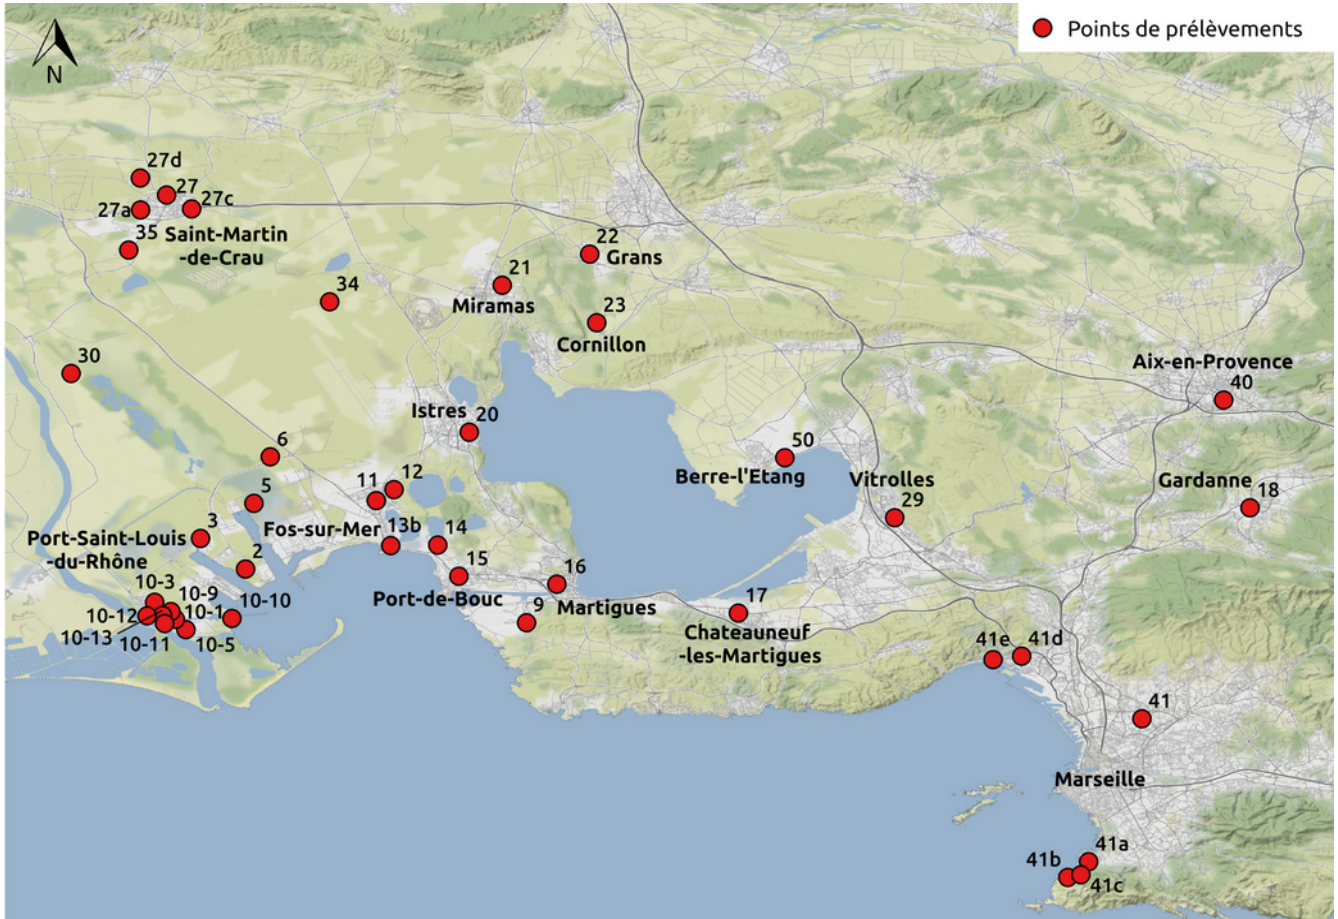 Points de prélèvements
N
27d
27
27c
27a
Saint-Martin
-de-Crau
35
22
Grans
34
21
Miramas
23
Cornillon
30
Aix-en-Provence
40
Istres
20
6
50
Berre-l'Etang
Vitrolles
29
Gardanne
18
12
11
5
Fos-sur-Mer
13b
14
3
Port-Saint-Louis
-du-Rhône
2
15
Port-de-Bouc
16
Martigues
9
17
Chateauneuf
-les-Martigues
10-3
10-9
10-10
10-12
10-1
10-13
10-11
10-5
41e
41d
41
Marseille
41a
41b
41c